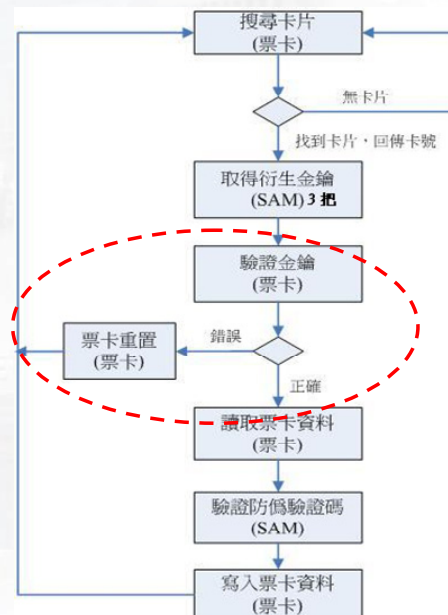 搜尋卡片
(票卡)
無卡片
找到卡片、回傳卡號
取得衍生金鑰
(SAM) 3 把
驗證金鑰
(票卡)
錯誤
票卡重置
(票卡)
正確
讀取票卡資料
(票卡)
驗證防偽驗證碼
(SAM)
寫入票卡資料
(票卡)